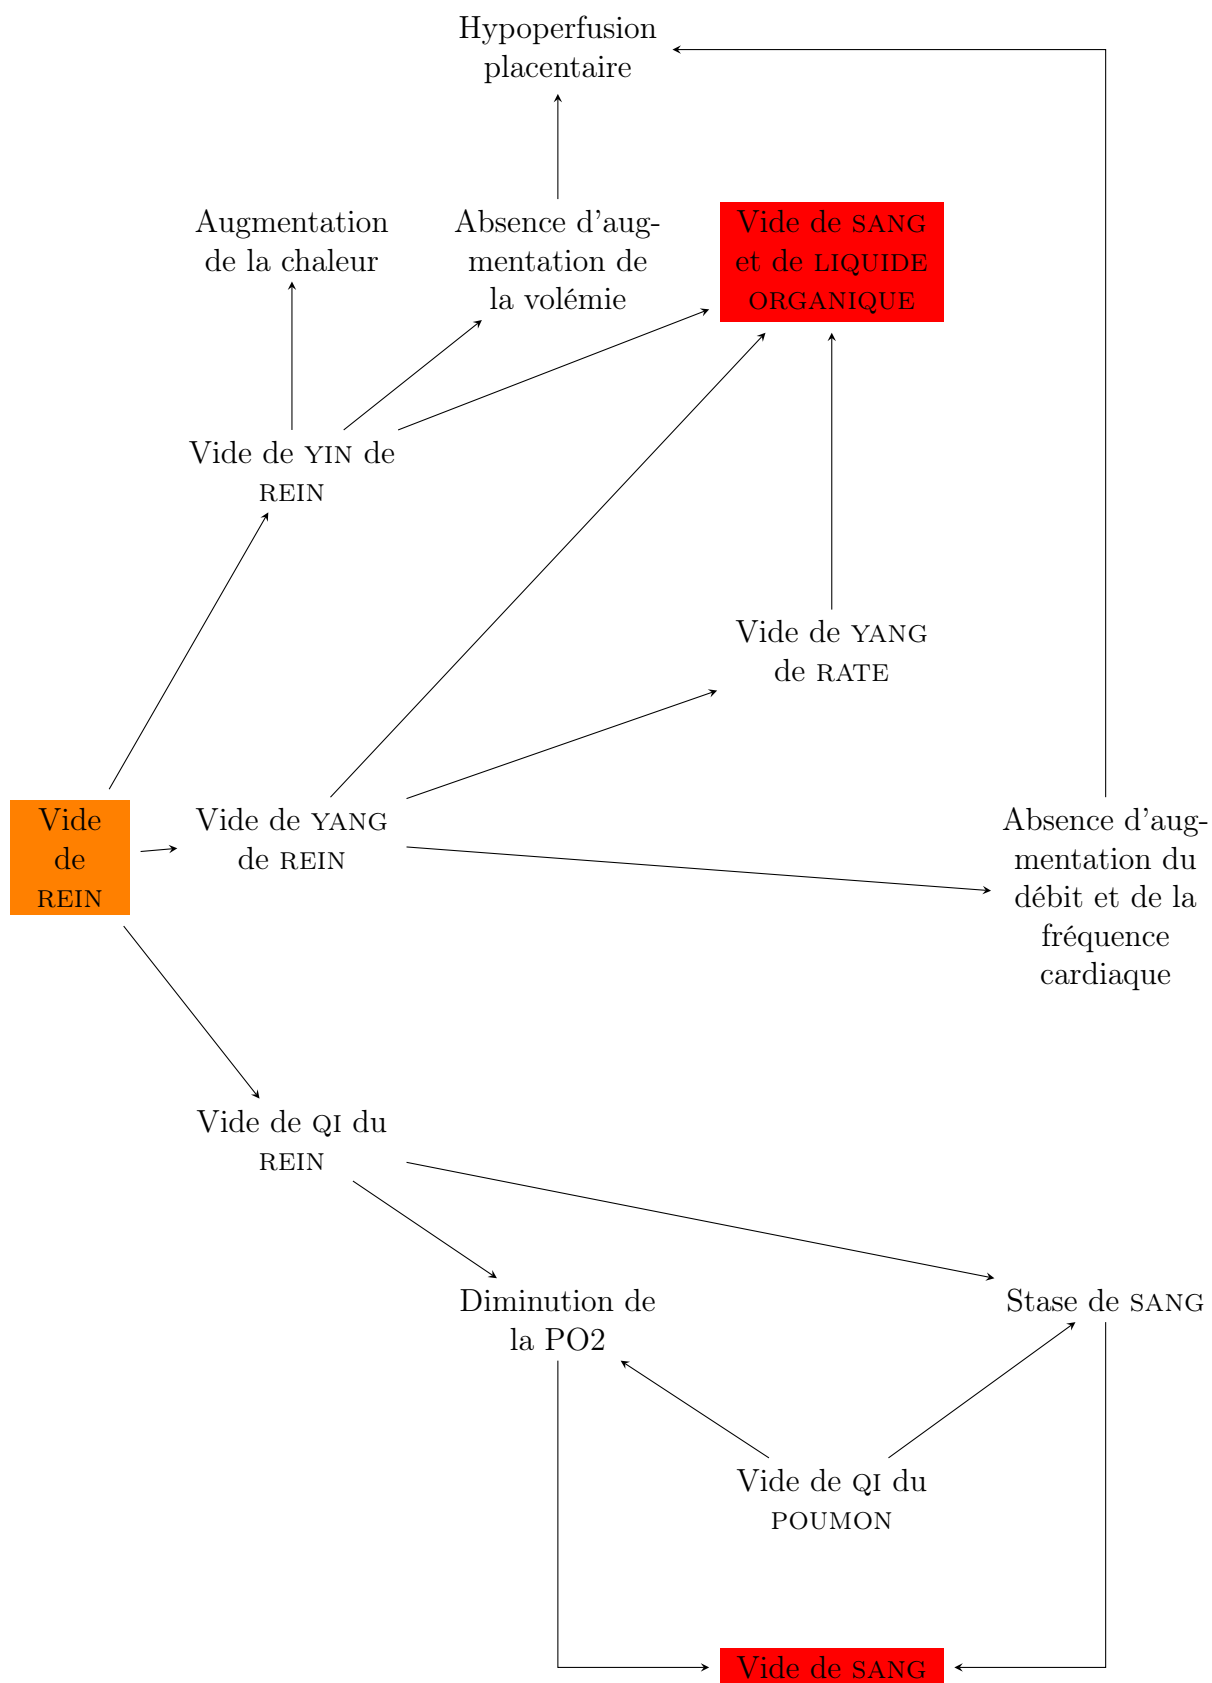 Hypoperfusion
placentaire
Augmentation
de la chaleur
Absence d'aug-
mentation de
la volémie
Vide de SANG
et de LIQUIDE
ORGANIQUE
Vide de YIN de
REIN
Vide de YANG
de RATE
Vide
de
REIN
Vide de YANG
de REIN
Absence d'aug-
mentation du
débit et de la
fréquence
cardiaque
Vide de QI du
REIN
Diminution de
la PO2
Stase de SANG
Vide de QI du
POUMON
Vide de SANG